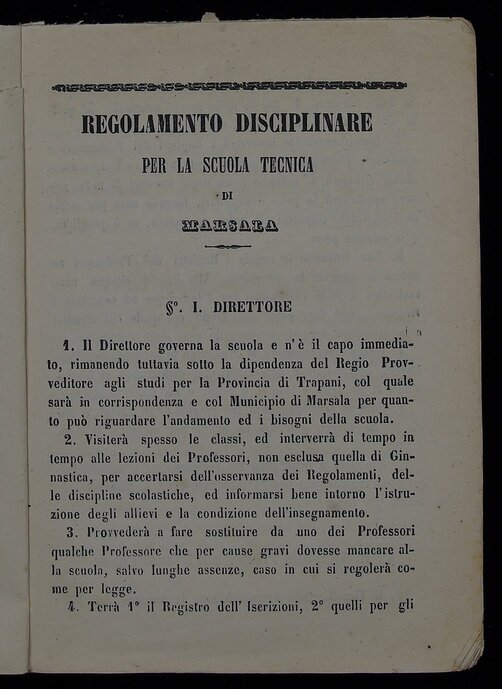 REGOLAMENTO DISCIPLINARE
PER LA SCUOLA TECNICA
DI
MARSALA
§°. I. DIRETTORE
1. Il Direttore governa la scuola e n'è il capo immedia-
to, rimanendo tuttavia sotto la dipendenza del Regio Prov-
veditore agli studi per la Provincia di Trapani, col quale
sarà in corrispondenza e col Municipio di Marsala per quan-
to può riguardare l'andamento ed i bisogni della scuola.
2. Visiterà spesso le classi, ed interverrà di tempo in
tempo alle lezioni dei Professori, non esclusa quella di Gin-
nastica, per accertarsi dell'osservanza dei Regolamenti, del-
le discipline scolastiche, ed informarsi bene intorno l'istru-
zione degli allievi e la condizione dell'insegnamento.
3. Provvederà a fare sostituire da uno dei Professori
qualche Professore che per cause gravi dovesse mancare al-
la scuola, salvo lunghe assenze, caso in cui si regolerà co-
me per legge.
4. Terrà 1° il Registro dell' Iscrizioni, 2° quelli per gli